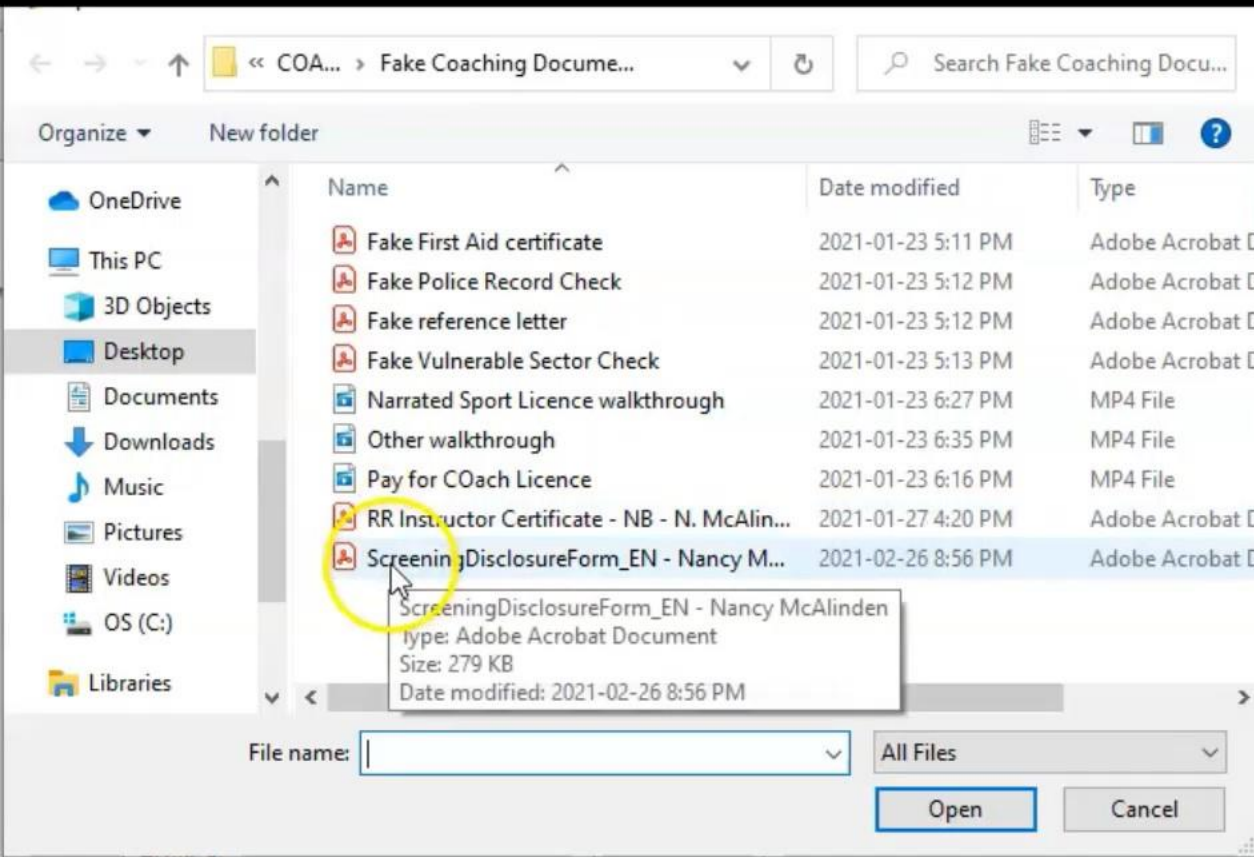 « COA... › Fake Coaching Docume...
Search Fake Coaching Docu...
Organize
New folder
Name
Date modified
Type
OneDrive
This PC
3D Objects
Desktop
Documents
Downloads
Music
Pictures
Videos
OS (C:)
Libraries
Fake First Aid certificate 2021-01-23 5:11 PM Adobe Acrobat D
Fake Police Record Check 2021-01-23 5:12 PM Adobe Acrobat D
Fake reference letter 2021-01-23 5:12 PM Adobe Acrobat D
Fake Vulnerable Sector Check 2021-01-23 5:13 PM Adobe Acrobat D
Narrated Sport Licence walkthrough 2021-01-23 6:27 PM MP4 File
Other walkthrough 2021-01-23 6:35 PM MP4 File
Pay for COach Licence 2021-01-23 6:16 PM MP4 File
RR Instructor Certificate - NB - N. McAlin... 2021-01-27 4:20 PM Adobe Acrobat D
ScreeningDisclosureForm_EN - Nancy M... 2021-02-26 8:56 PM Adobe Acrobat D
ScreeningDisclosureForm_EN - Nancy McAlinden
Type: Adobe Acrobat Document
Size: 279 KB
Date modified: 2021-02-26 8:56 PM
File name:
All Files
Open
Cancel